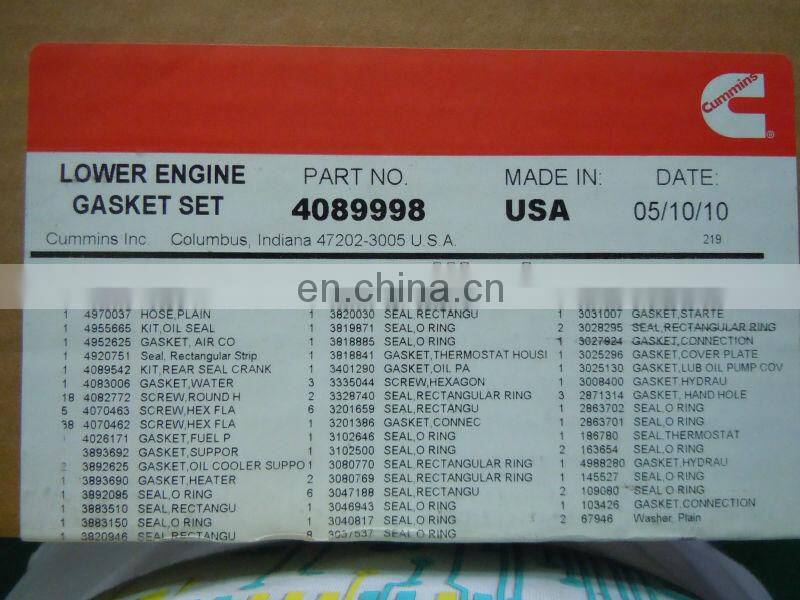 Cummins
LOWER ENGINE PART NO. MADE IN: DATE:
GASKET SET 4089998 USA 05/10/10
Cummins Inc. Columbus, Indiana 47202-3005 U.S.A. 219
en.china.cn
1 4970037 HOSE,PLAIN 1 3820030 SEAL,RECTANGU 1 3031007 GASKET,STARTE
1 4955665 KIT,OIL SEAL 1 3819871 SEAL,O RING 2 3028295 SEAL,RECTANGULAR RING
1 4952625 GASKET, AIR CO 1 3818885 SEAL,O RING 1 3027924 GASKET,CONNECTION
1 4920751 Seal, Rectangular Strip 1 3818841 GASKET,THERMOSTAT HOUSI 1 3025296 GASKET,COVER PLATE
1 4089542 KIT,REAR SEAL CRANK 1 3401290 GASKET,OIL PA 1 3025130 GASKET,LUB OIL PUMP COV
1 4083006 GASKET,WATER 3 3335044 SCREW,HEXAGON 1 3008400 GASKET,HYDRAU
18 4082772 SCREW,ROUND H 2 3328740 SEAL,RECTANGULAR RING 3 2871314 GASKET, HAND HOLE
5 4070463 SCREW,HEX FLA 6 3201659 SEAL,RECTANGU 1 2863702 SEAL,O RING
38 4070462 SCREW,HEX FLA 1 3201386 GASKET,CONNEC 1 2863701 SEAL,O RING
4026171 GASKET,FUEL P 1 3102646 SEAL,O RING 1 186780 SEAL,THERMOSTAT
3893692 GASKET,SUPPOR 1 3102500 SEAL,O RING 2 163654 SEAL,O RING
2 3892625 GASKET,OIL COOLER SUPPO 1 3080770 SEAL,RECTANGULAR RING 1 4988280 GASKET,HYDRAU
1 3893690 GASKET,HEATER 2 3080769 SEAL,RECTANGULAR RING 1 145527 SEAL,O RING
1 3892095 SEAL,O RING 6 3047188 SEAL,RECTANGU 2 109080 SEAL,O RING
1 3883510 SEAL,RECTANGU 1 3046943 SEAL,O RING 1 103426 GASKET,CONNECTION
1 3883150 SEAL,O RING 1 3040817 SEAL,O RING 2 67946 Washer, Plain
1 3820946 SEAL,RECTANGU 8 3037537 SEAL,O RING